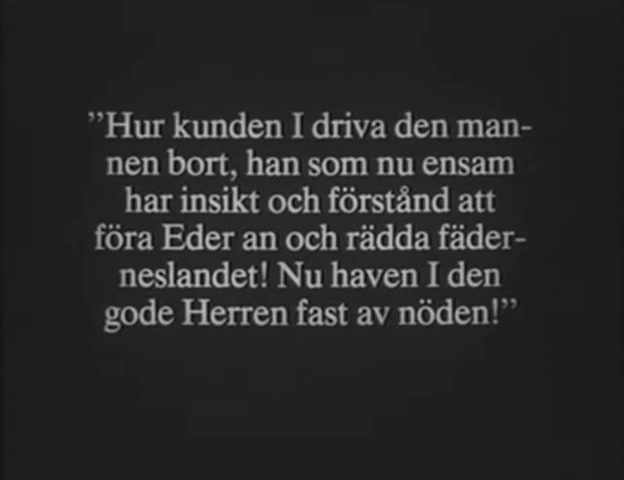 ”Hur kunden I driva den man-
nen bort, han som nu ensam
har insikt och förstånd att
föra Eder an och rädda fäder-
neslandet! Nu haven I den
gode Herren fast av nöden!”